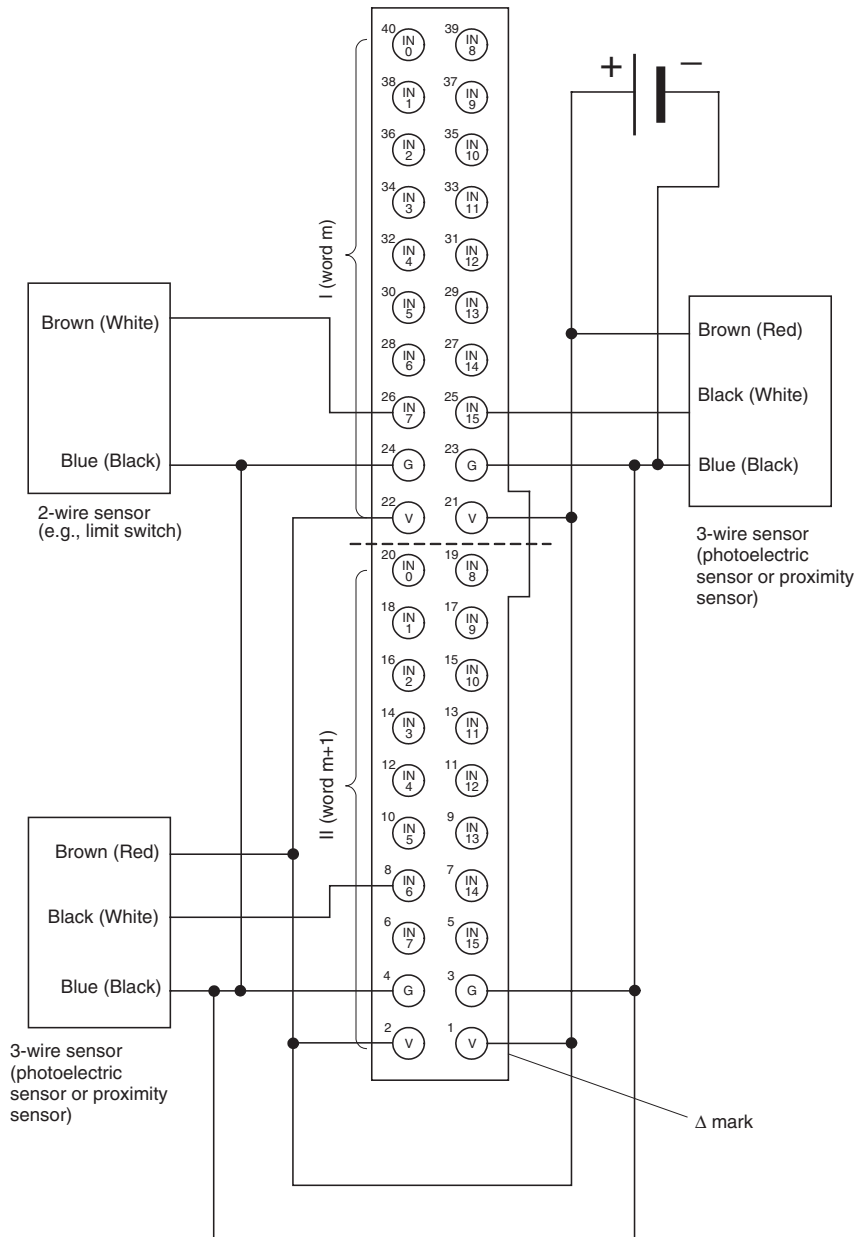 40 IN 0 39 IN 8
+ −
38 IN 1 37 IN 9
36 IN 2 35 IN 10
34 IN 3 33 IN 11
I (word m)
32 IN 4 31 IN 12
30 IN 5 29 IN 13
28 IN 6 27 IN 14
26 IN 7 25 IN 15
24 G 23 G
22 V 21 V
Brown (White)
Blue (Black)
2-wire sensor
(e.g., limit switch)
Brown (Red)
Black (White)
Blue (Black)
3-wire sensor
(photoelectric
sensor or proximity
sensor)
20 IN 0 19 IN 8
18 IN 1 17 IN 9
16 IN 2 15 IN 10
14 IN 3 13 IN 11
II (word m+1)
12 IN 4 11 IN 12
10 IN 5 9 IN 13
8 IN 6 7 IN 14
6 IN 7 5 IN 15
4 G 3 G
2 V 1 V
Brown (Red)
Black (White)
Blue (Black)
3-wire sensor
(photoelectric
sensor or proximity
sensor)
Δ mark